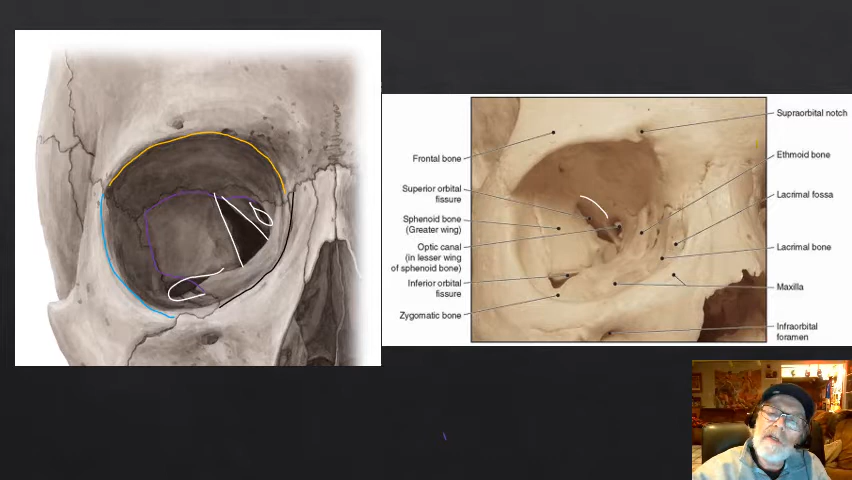 Frontal bone
Superior orbital
fissure
Sphenoid bone
(Greater wing)
Optic canal
(in lesser wing
of sphenoid bone)
Inferior orbital
fissure
Zygomatic bone
Supraorbital notch
Ethmoid bone
Lacrimal fossa
Lacrimal bone
Maxilla
Infraorbital
foramen